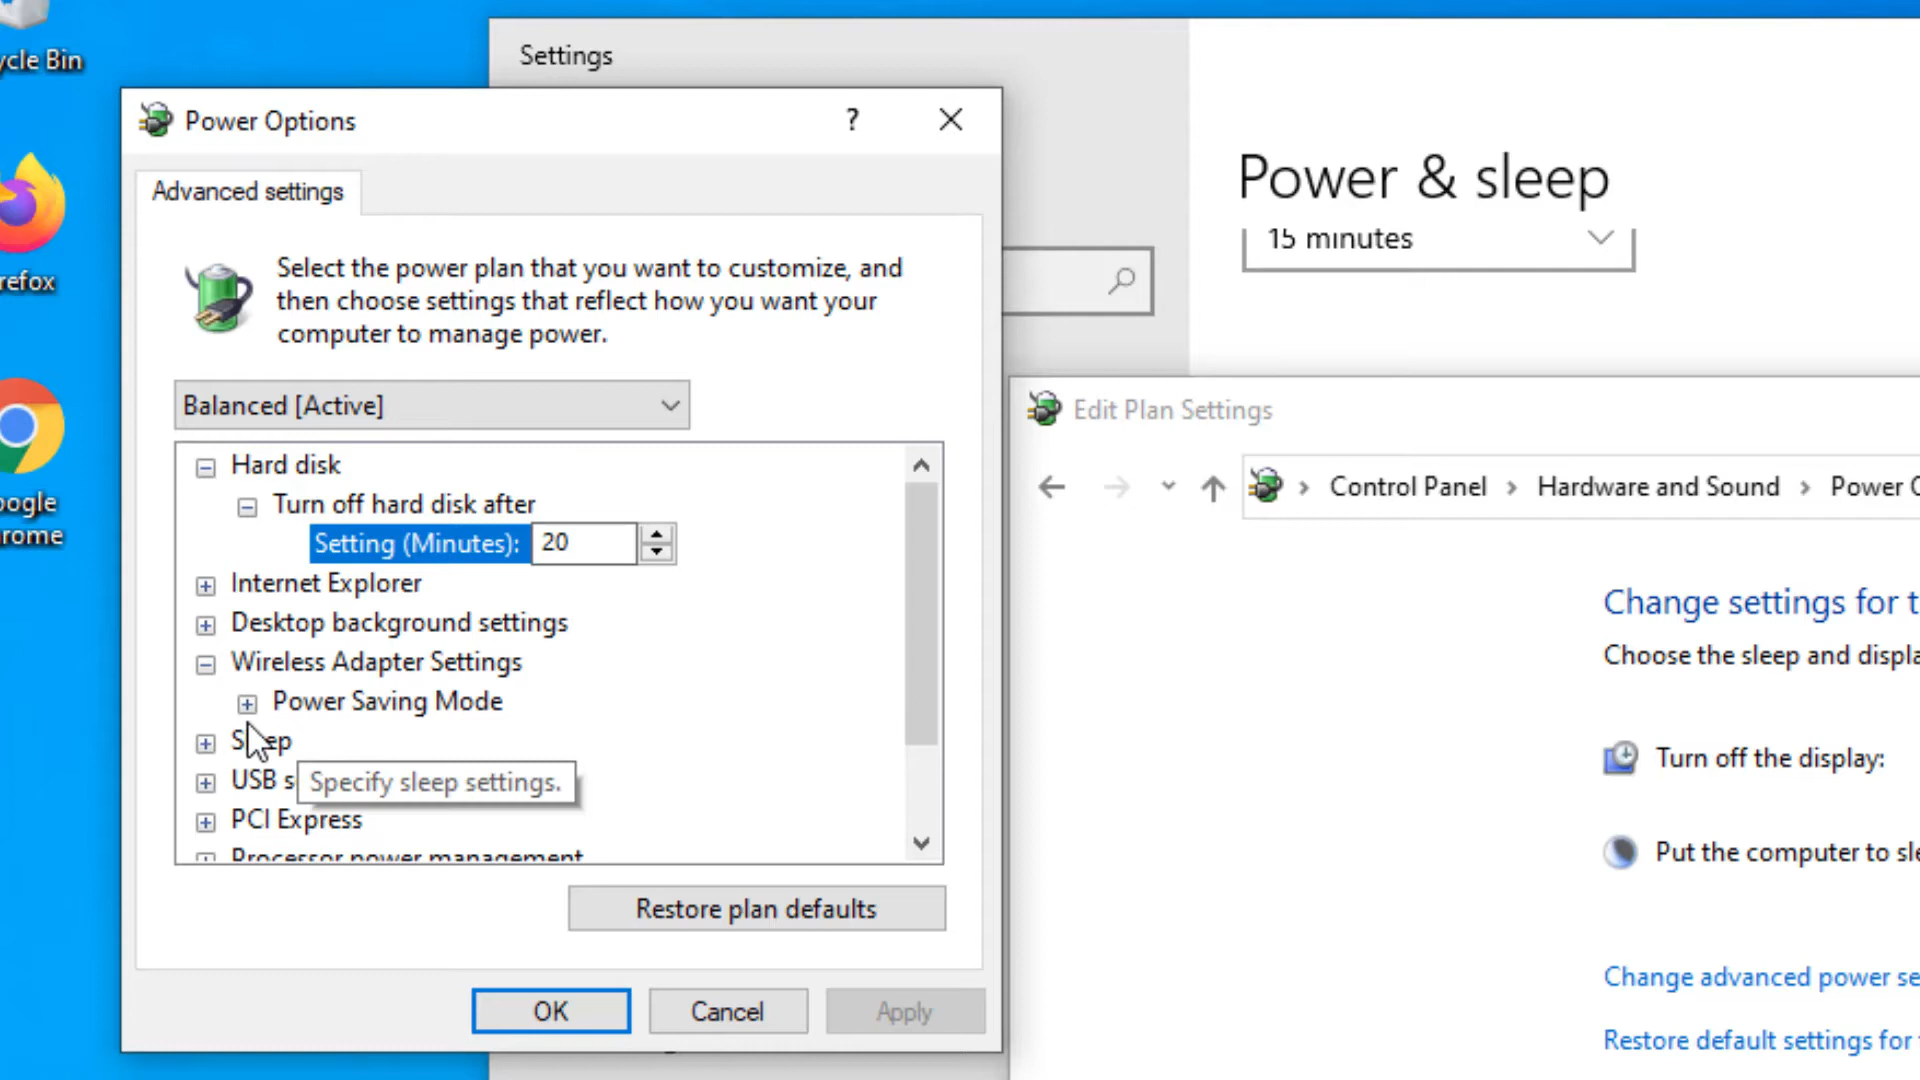 ycle Bin
refox
oogle
rome
Settings
Power Options
?
Advanced settings
Select the power plan that you want to customize, and
then choose settings that reflect how you want your
computer to manage power.
Balanced [Active]
Hard disk
Turn off hard disk after
Setting (Minutes): 20
Internet Explorer
Desktop background settings
Wireless Adapter Settings
Power Saving Mode
USB s
Specify sleep settings.
PCI Express
Processor power management
Restore plan defaults
OK
Cancel
Apply
Power & sleep
15 minutes
Edit Plan Settings
Control Panel > Hardware and Sound > Power O
Change settings for t
Choose the sleep and displa
Turn off the display:
Put the computer to sle
Change advanced power se
Restore default settings for